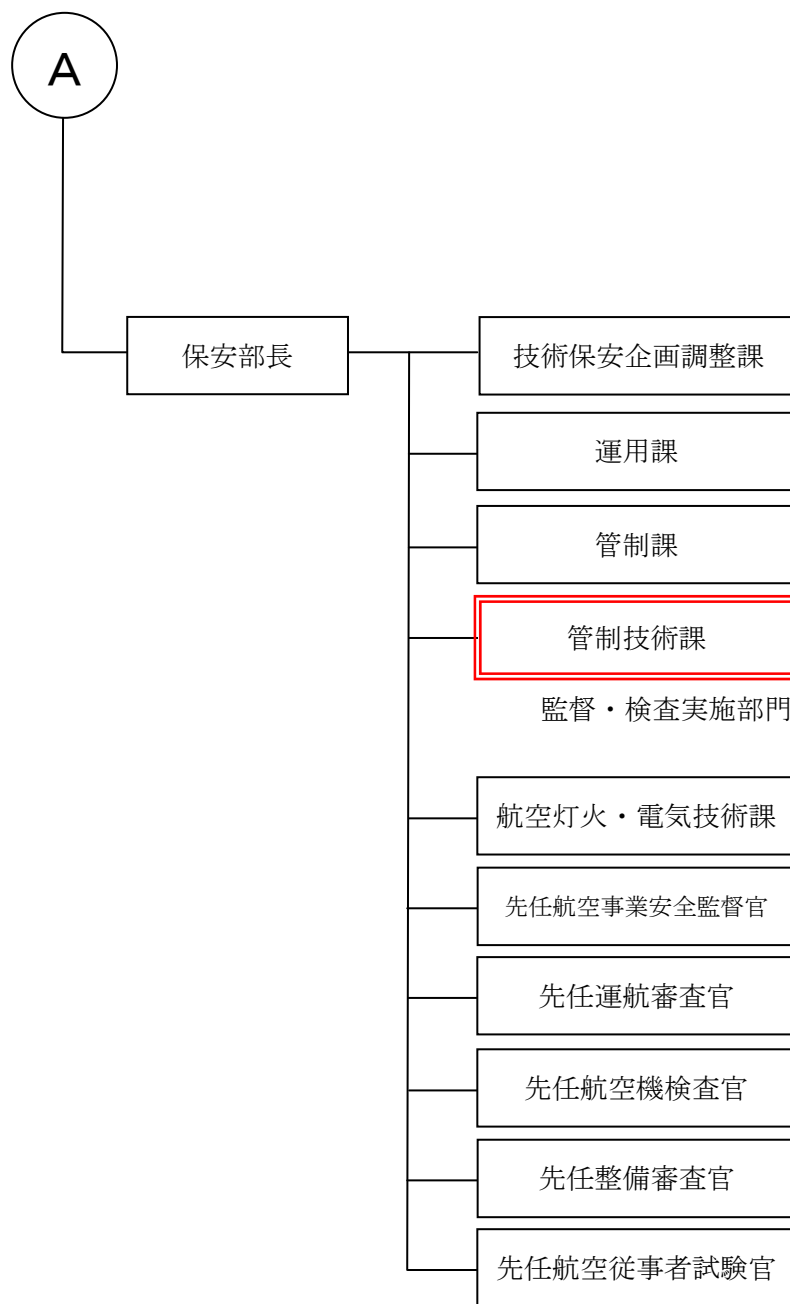 A
保安部長
技術保安企画調整課
運用課
管制課
管制技術課
監督・検査実施部門
航空灯火・電気技術課
先任航空事業安全監督官
先任運航審査官
先任航空機検査官
先任整備審査官
先任航空従事者試験官